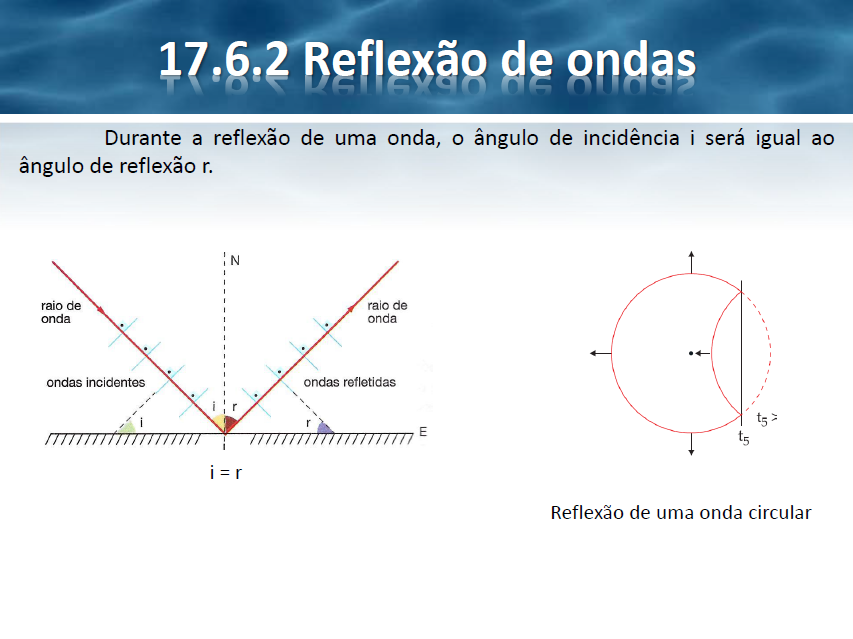 17.6.2 Reflexão de ondas
Durante a reflexão de uma onda, o ângulo de incidência i será igual ao
ângulo de reflexão r.
N
raio de
onda
raio de
onda
ondas incidentes
i r
ondas refletidas
i
r
E
i = r
t5 >
t5
Reflexão de uma onda circular